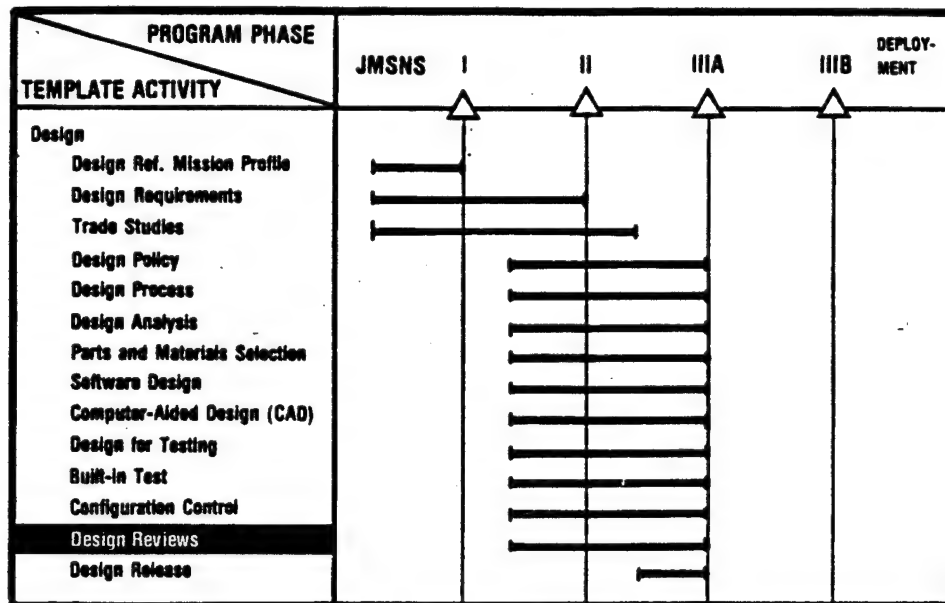 PROGRAM PHASE
TEMPLATE ACTIVITY
JMSNS I II IIIA IIIB DEPLOY-
MENT
Design
Design Ref. Mission Profile
Design Requirements
Trade Studies
Design Policy
Design Process
Design Analysis
Parts and Materials Selection
Software Design
Computer-Aided Design (CAD)
Design for Testing
Built-in Test
Configuration Control
Design Reviews
Design Release